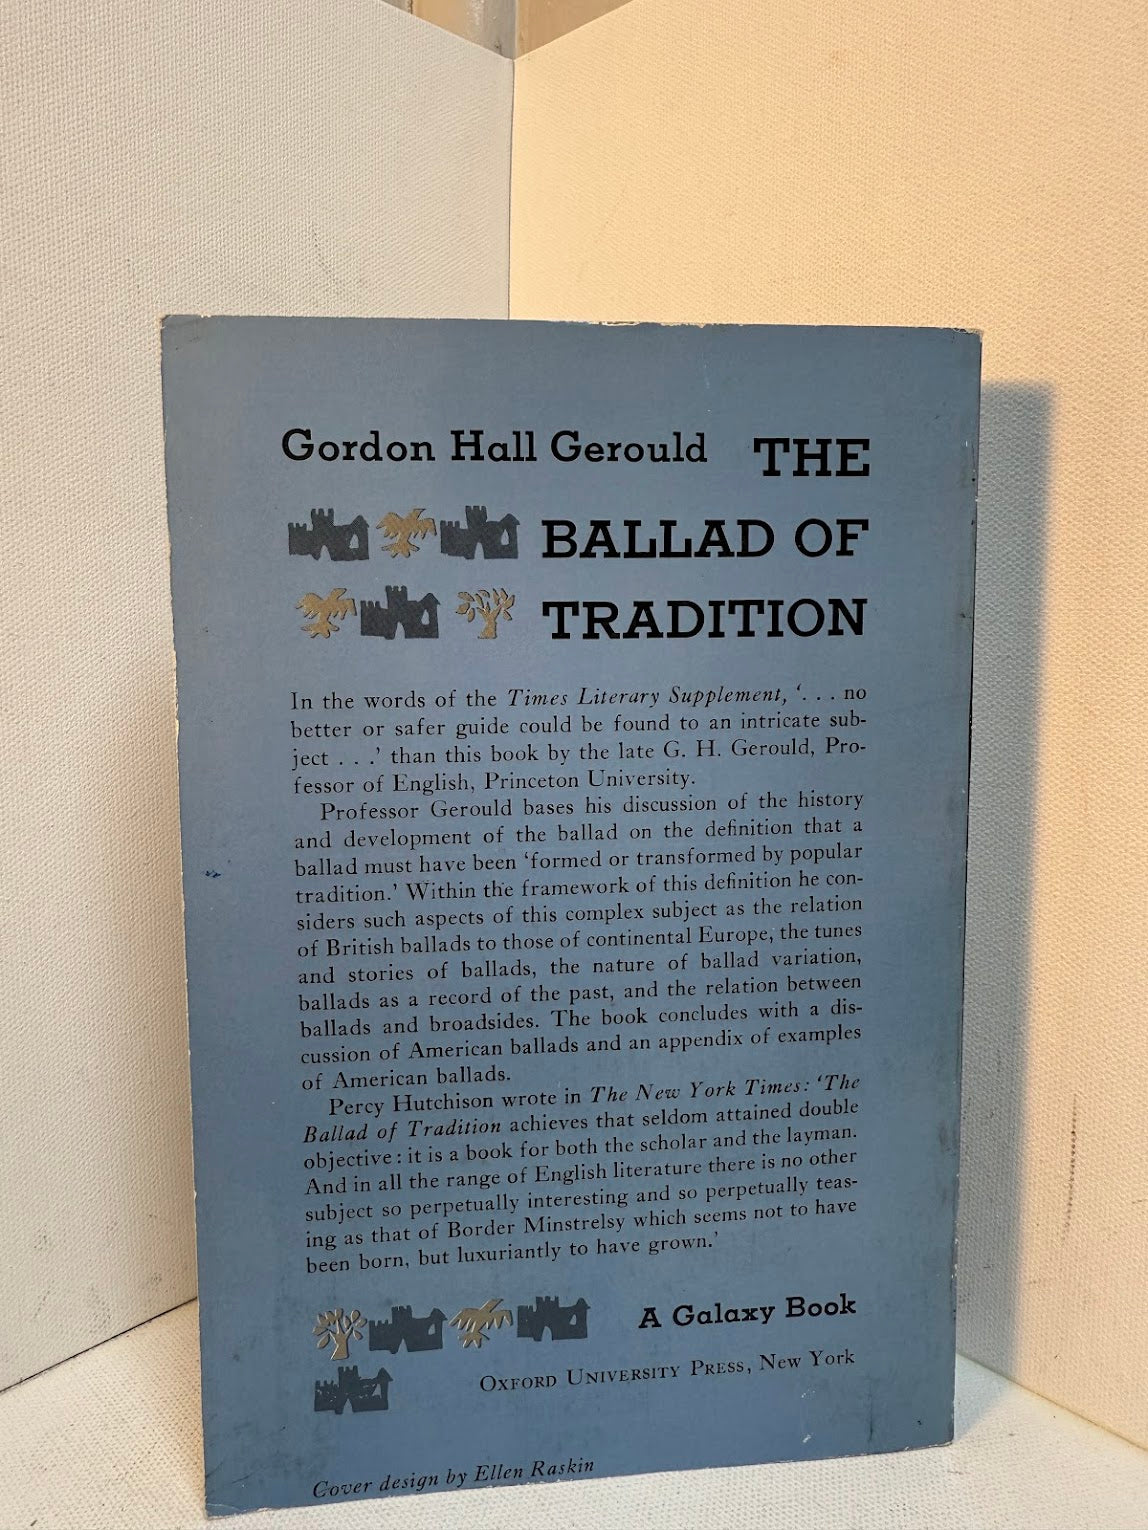 Gordon Hall Gerould THE
BALLAD OF
TRADITION
In the words of the Times Literary Supplement, ‘. . . no
better or safer guide could be found to an intricate sub-
ject . . .’ than this book by the late G. H. Gerould, Pro-
fessor of English, Princeton University.
Professor Gerould bases his discussion of the history
and development of the ballad on the definition that a
ballad must have been ‘formed or transformed by popular
tradition.’ Within the framework of this definition he con-
siders such aspects of this complex subject as the relation
of British ballads to those of continental Europe, the tunes
and stories of ballads, the nature of ballad variation,
ballads as a record of the past, and the relation between
ballads and broadsides. The book concludes with a dis-
cussion of American ballads and an appendix of examples
of American ballads.
Percy Hutchison wrote in The New York Times: ‘The
Ballad of Tradition achieves that seldom attained double
objective: it is a book for both the scholar and the layman.
And in all the range of English literature there is no other
subject so perpetually interesting and so perpetually teas-
ing as that of Border Minstrelsy which seems not to have
been born, but luxuriantly to have grown.’
A Galaxy Book
OXFORD UNIVERSITY PRESS, New York
Cover design by Ellen Raskin